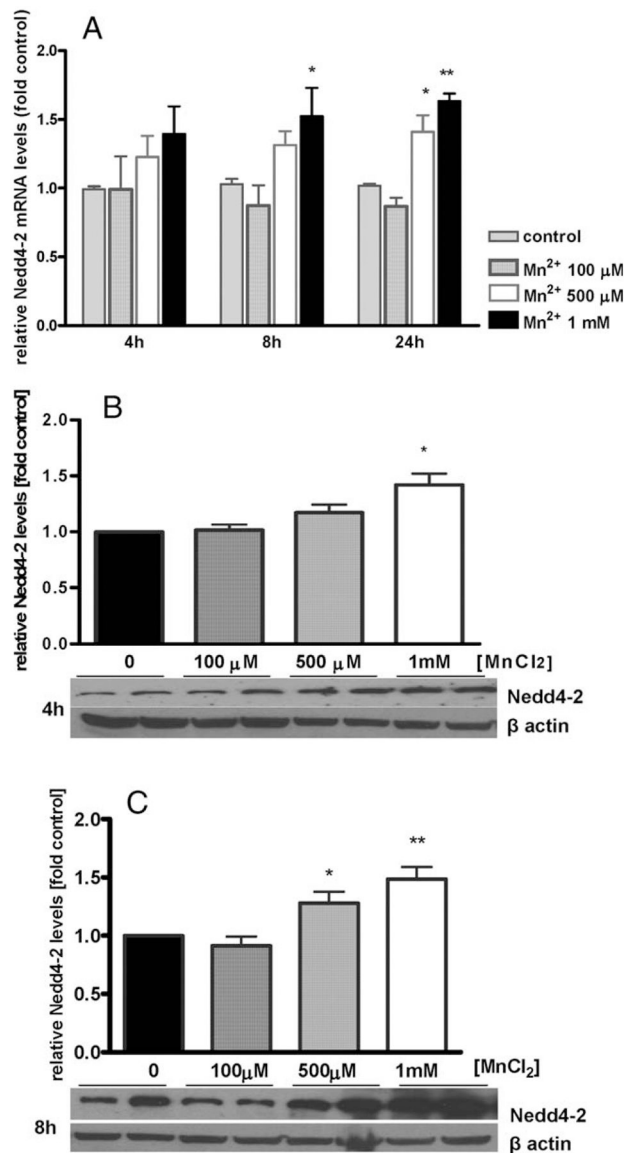 A
relative Nedd4-2 mRNA levels (fold control)
2.0
1.5
1.0
0.5
0.0
*
*
**
4h
8h
24h
control
Mn²⁺ 100 µM
Mn²⁺ 500 µM
Mn²⁺ 1 mM
B
relative Nedd4-2 levels [fold control]
2.0
1.5
1.0
0.5
0.0
*
0
100 µM
500 µM
1mM
[MnCl₂]
4h
Nedd4-2
β actin
C
relative Nedd4-2 levels [fold control]
2.0
1.5
1.0
0.5
0.0
*
**
0
100µM
500µM
1mM
[MnCl₂]
8h
Nedd4-2
β actin